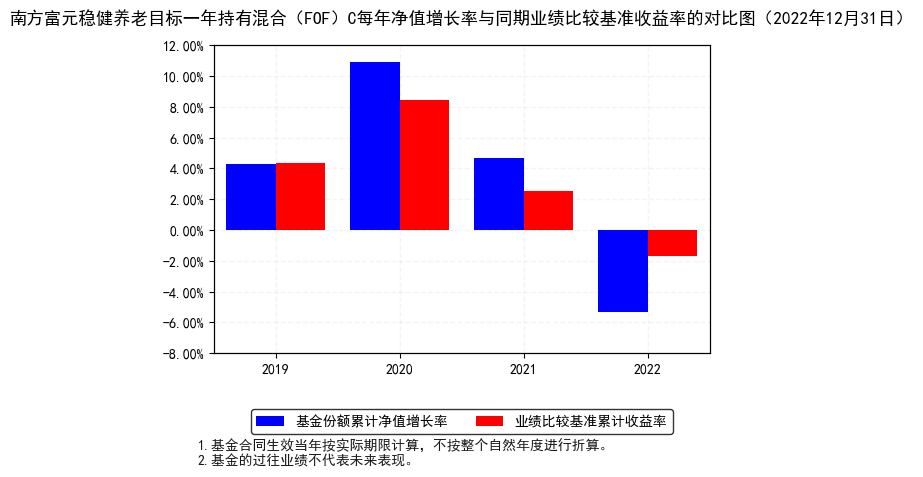 南方富元稳健养老目标一年持有混合（FOF）C每年净值增长率与同期业绩比较基准收益率的对比图（2022年12月31日）
12.00%
10.00%
8.00%
6.00%
4.00%
2.00%
0.00%
-2.00%
-4.00%
-6.00%
-8.00%
2019 2020 2021 2022
基金份额累计净值增长率 业绩比较基准累计收益率
1.基金合同生效当年按实际期限计算，不按整个自然年度进行折算。
2.基金的过往业绩不代表未来表现。